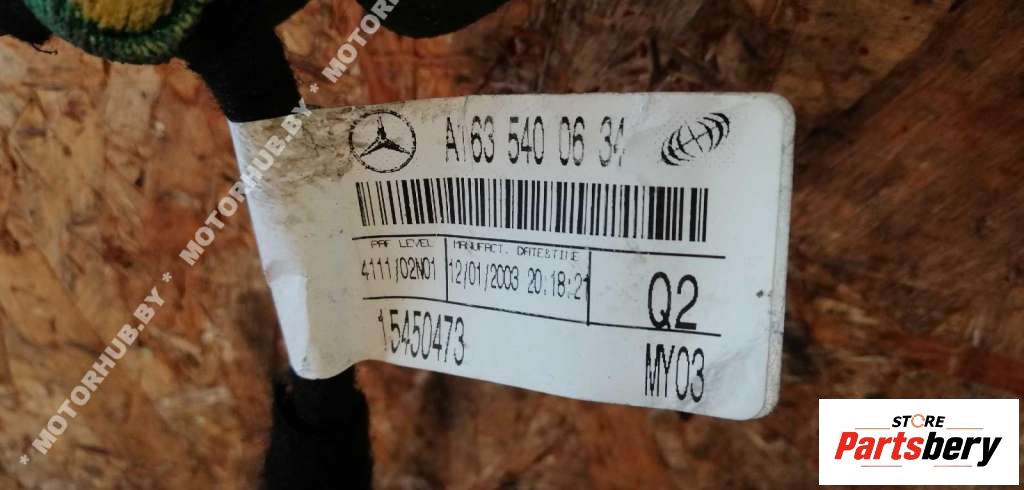 A163 540 06 34
PRF LEVEL
MANUFACT. DATE&TIME
4111/02N01
12/01/2003 20:18:21
Q2
15450473
MY03
* MOTORHUB.BY * MOTORHUB.BY * MOTORHUB.BY
STORE
Partsbery